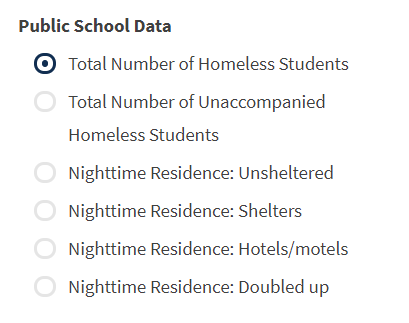 Public School Data
Total Number of Homeless Students
Total Number of Unaccompanied
Homeless Students
Nighttime Residence: Unsheltered
Nighttime Residence: Shelters
Nighttime Residence: Hotels/motels
Nighttime Residence: Doubled up